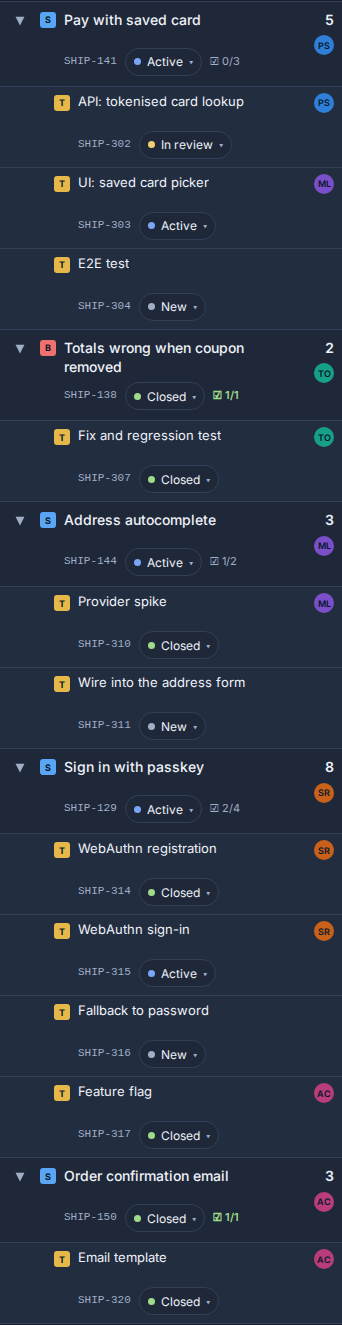 ▼ S Pay with saved card 5
PS
SHIP-141 Active ▾ ☑ 0/3
T API: tokenised card lookup PS
SHIP-302 In review ▾
T UI: saved card picker ML
SHIP-303 Active ▾
T E2E test
SHIP-304 New ▾
▼ B Totals wrong when coupon 2
removed TO
SHIP-138 Closed ▾ ☑ 1/1
T Fix and regression test TO
SHIP-307 Closed ▾
▼ S Address autocomplete 3
ML
SHIP-144 Active ▾ ☑ 1/2
T Provider spike ML
SHIP-310 Closed ▾
T Wire into the address form
SHIP-311 New ▾
▼ S Sign in with passkey 8
SR
SHIP-129 Active ▾ ☑ 2/4
T WebAuthn registration SR
SHIP-314 Closed ▾
T WebAuthn sign-in SR
SHIP-315 Active ▾
T Fallback to password
SHIP-316 New ▾
T Feature flag AC
SHIP-317 Closed ▾
▼ S Order confirmation email 3
AC
SHIP-150 Closed ▾ ☑ 1/1
T Email template AC
SHIP-320 Closed ▾